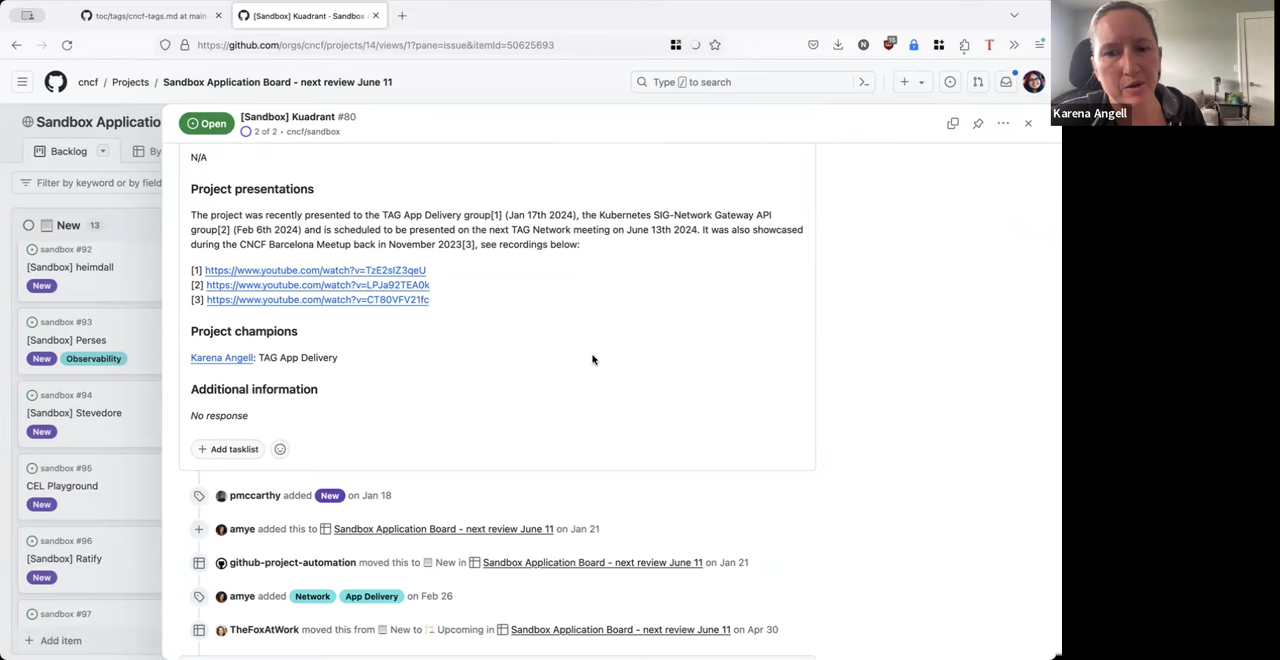 toc/tags/cncf-tags.md at main
[Sandbox] Kuadrant · Sandbox
https://github.com/orgs/cncf/projects/14/views/1?pane=issue&itemId=50625693
15
cncf / Projects / Sandbox Application Board - next review June 11
Type / to search
Karena Angell
Sandbox Applicatio
Backlog
By
Filter by keyword or by field
New 13
sandbox #92
[Sandbox] heimdall
New
sandbox #93
[Sandbox] Perses
New Observability
sandbox #94
[Sandbox] Stevedore
New
sandbox #95
CEL Playground
New
sandbox #96
[Sandbox] Ratify
New
sandbox #97
Add item
Open
[Sandbox] Kuadrant #80
2 of 2 · cncf/sandbox
N/A
Project presentations
The project was recently presented to the TAG App Delivery group[1] (Jan 17th 2024), the Kubernetes SIG-Network Gateway API
group[2] (Feb 6th 2024) and is scheduled to be presented on the next TAG Network meeting on June 13th 2024. It was also showcased
during the CNCF Barcelona Meetup back in November 2023[3], see recordings below:
[1] https://www.youtube.com/watch?v=TzE2sIZ3qeU
[2] https://www.youtube.com/watch?v=LPJa92TEA0k
[3] https://www.youtube.com/watch?v=CT80VFV21fc
Project champions
Karena Angell: TAG App Delivery
Additional information
No response
Add tasklist
pmccarthy added New on Jan 18
amye added this to Sandbox Application Board - next review June 11 on Jan 21
github-project-automation moved this to New in Sandbox Application Board - next review June 11 on Jan 21
amye added Network App Delivery on Feb 26
TheFoxAtWork moved this from New to Upcoming in Sandbox Application Board - next review June 11 on Apr 30